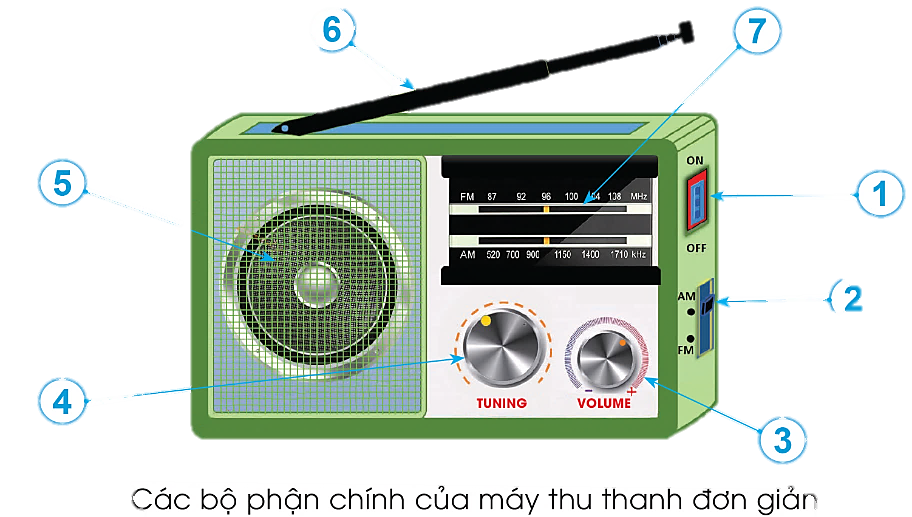 6
7
ON
5
1
FM 87 92 96 100 104 108 MHz
OFF
AM 520 700 900 1150 1400 1710 kHz
AM
2
FM
4
TUNING
- +
VOLUME
3
Các bộ phận chính của máy thu thanh đơn giản